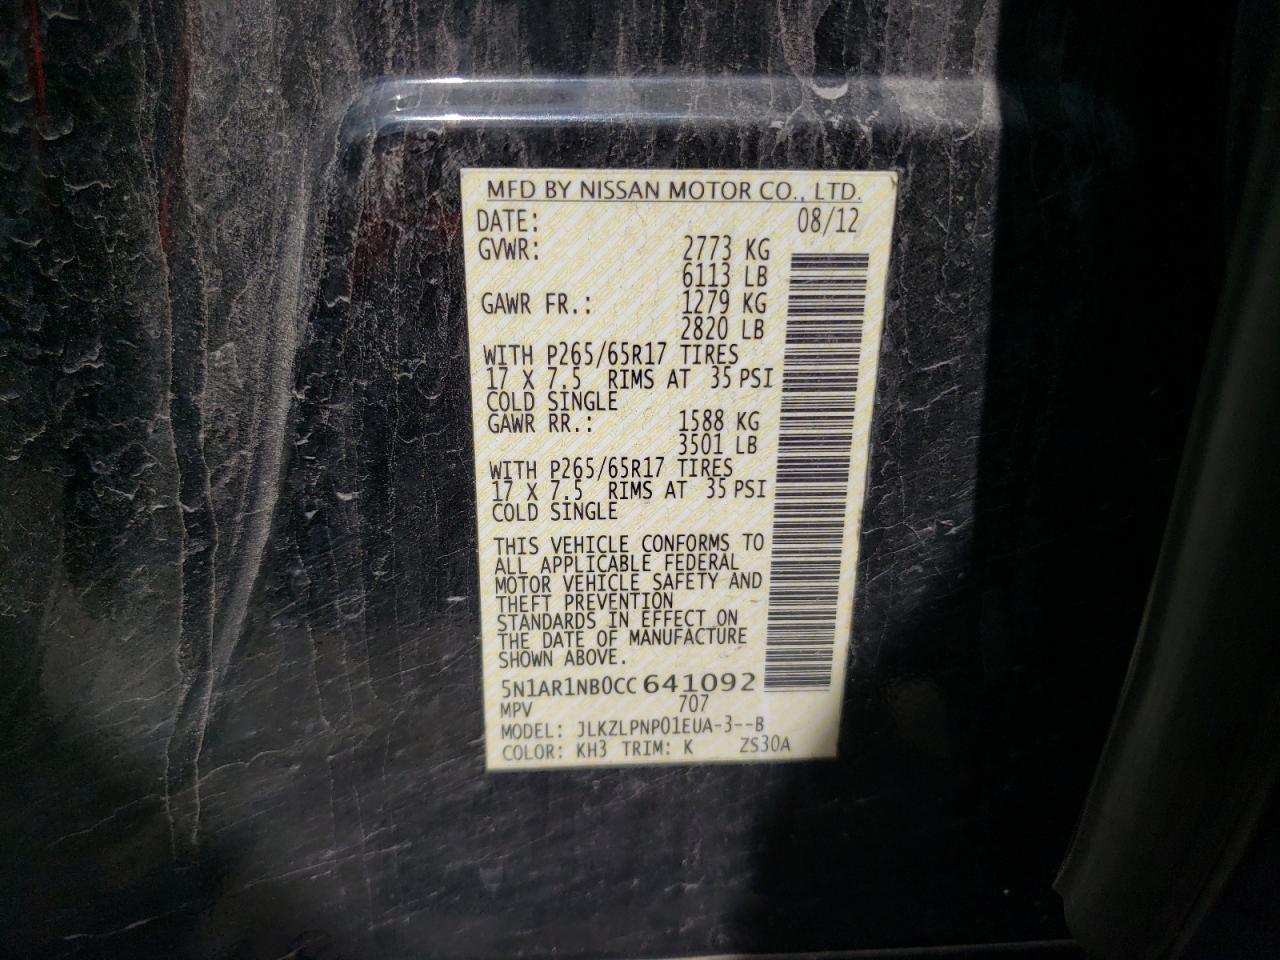 MFD BY NISSAN MOTOR CO., LTD.
DATE: 08/12
GVWR: 2773 KG
6113 LB
GAWR FR.: 1279 KG
2820 LB
WITH P265/65R17 TIRES
17 X 7.5 RIMS AT 35 PSI
COLD SINGLE
GAWR RR.: 1588 KG
3501 LB
WITH P265/65R17 TIRES
17 X 7.5 RIMS AT 35 PSI
COLD SINGLE
THIS VEHICLE CONFORMS TO
ALL APPLICABLE FEDERAL
MOTOR VEHICLE SAFETY AND
THEFT PREVENTION
STANDARDS IN EFFECT ON
THE DATE OF MANUFACTURE
SHOWN ABOVE.
5N1AR1NB0CC641092
MPV 707
MODEL: JLKZLPNP01EUA-3--B
COLOR: KH3 TRIM: K ZS30A